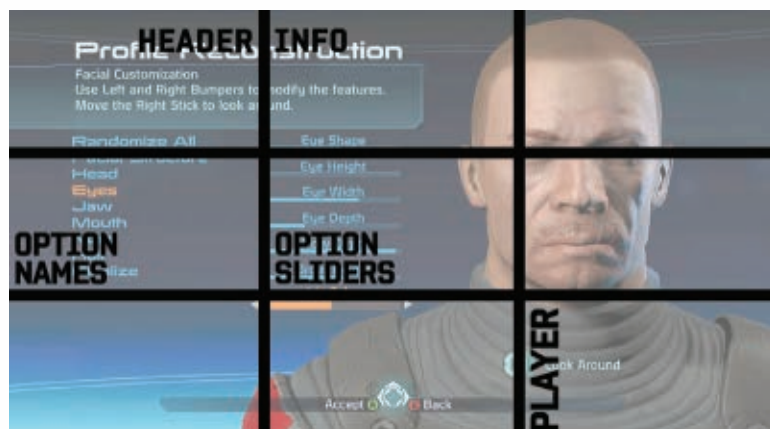 HEADER INFO
Profile Reconstruction
Facial Customization
Use Left and Right Bumpers to modify the features.
Move the Right Stick to look around.
Randomize All
Eye Shape
Facial Structure
Eye Height
Head
Eyes
Eye Width
Jaw
Mouth
Eye Depth
OPTION NAMES
OPTION SLIDERS
PLAYER
Look Around
Accept
Back